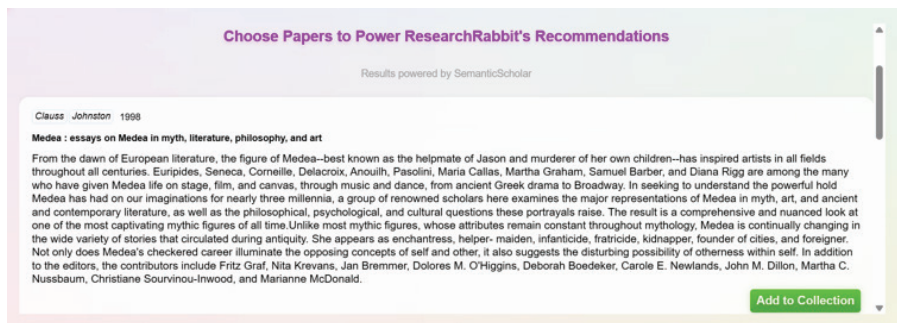 Choose Papers to Power ResearchRabbit's Recommendations
Results powered by SemanticScholar
Clauss Johnston 1998
Medea : essays on Medea in myth, literature, philosophy, and art
From the dawn of European literature, the figure of Medea--best known as the helpmate of Jason and murderer of her own children--has inspired artists in all fields
throughout all centuries. Euripides, Seneca, Corneille, Delacroix, Anouilh, Pasolini, Maria Callas, Martha Graham, Samuel Barber, and Diana Rigg are among the many
who have given Medea life on stage, film, and canvas, through music and dance, from ancient Greek drama to Broadway. In seeking to understand the powerful hold
Medea has had on our imaginations for nearly three millennia, a group of renowned scholars here examines the major representations of Medea in myth, art, and ancient
and contemporary literature, as well as the philosophical, psychological, and cultural questions these portrayals raise. The result is a comprehensive and nuanced look at
one of the most captivating mythic figures of all time.Unlike most mythic figures, whose attributes remain constant throughout mythology, Medea is continually changing in
the wide variety of stories that circulated during antiquity. She appears as enchantress, helper- maiden, infanticide, fratricide, kidnapper, founder of cities, and foreigner.
Not only does Medea's checkered career illuminate the opposing concepts of self and other, it also suggests the disturbing possibility of otherness within self. In addition
to the editors, the contributors include Fritz Graf, Nita Krevans, Jan Bremmer, Dolores M. O'Higgins, Deborah Boedeker, Carole E. Newlands, John M. Dillon, Martha C.
Nussbaum, Christiane Sourvinou-Inwood, and Marianne McDonald.
Add to Collection